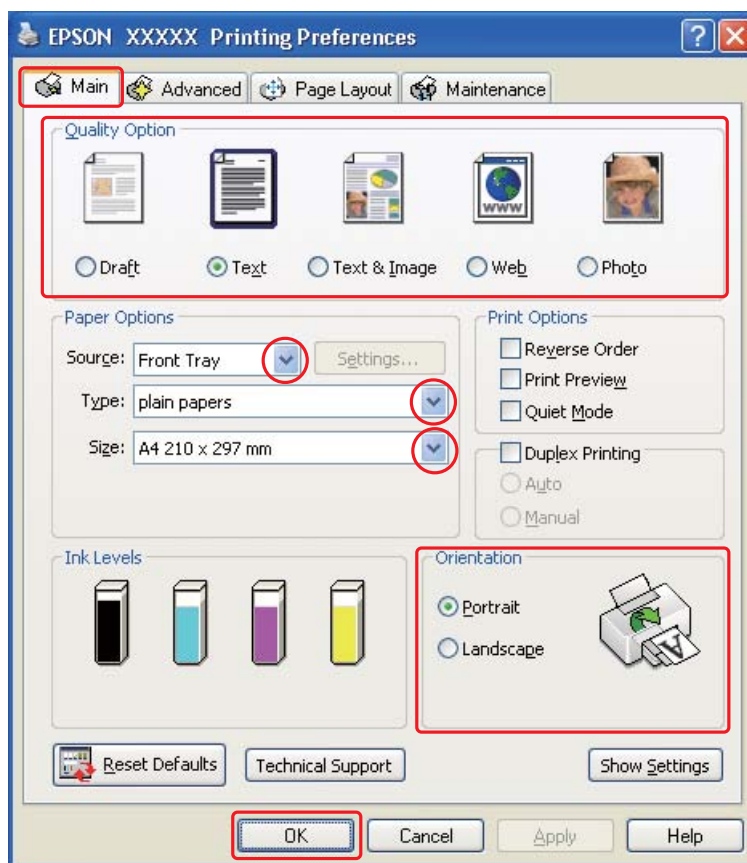 EPSON XXXXX Printing Preferences
Main Advanced Page Layout Maintenance
Quality Option
WWW
Draft Text Text & Image Web Photo
Paper Options
Source: Front Tray Settings...
Type: plain papers
Size: A4 210 x 297 mm
Print Options
Reverse Order
Print Preview
Quiet Mode
Duplex Printing
Auto
Manual
Ink Levels
Orientation
Portrait
Landscape
A
Reset Defaults Technical Support Show Settings
OK Cancel Apply Help